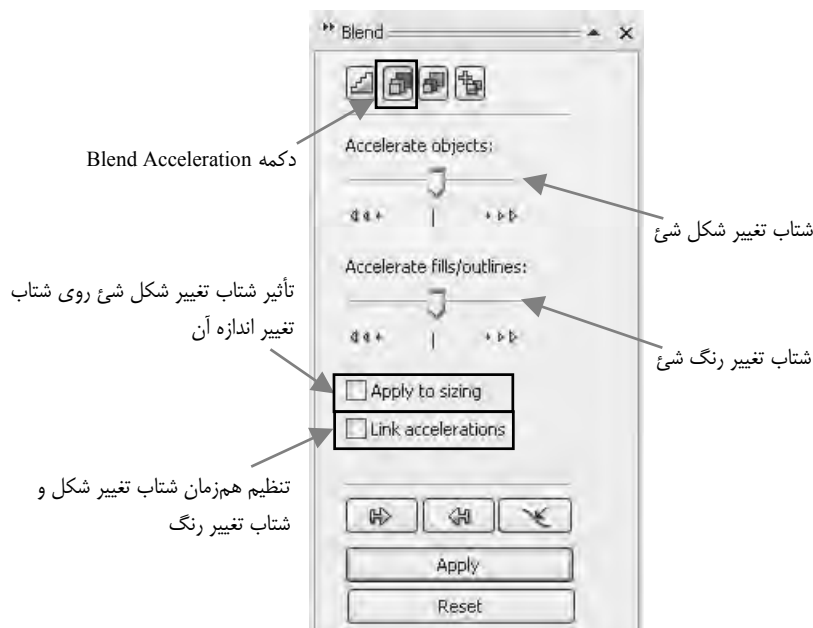 Blend
Accelerate objects:
دکمه Blend Acceleration
شتاب تغییر شکل شئ
Accelerate fills/outlines:
تأثیر شتاب تغییر شکل شئ روی شتاب
تغییر اندازه آن
شتاب تغییر رنگ شئ
Apply to sizing
Link accelerations
تنظیم هم‌زمان شتاب تغییر شکل و
شتاب تغییر رنگ
Apply
Reset